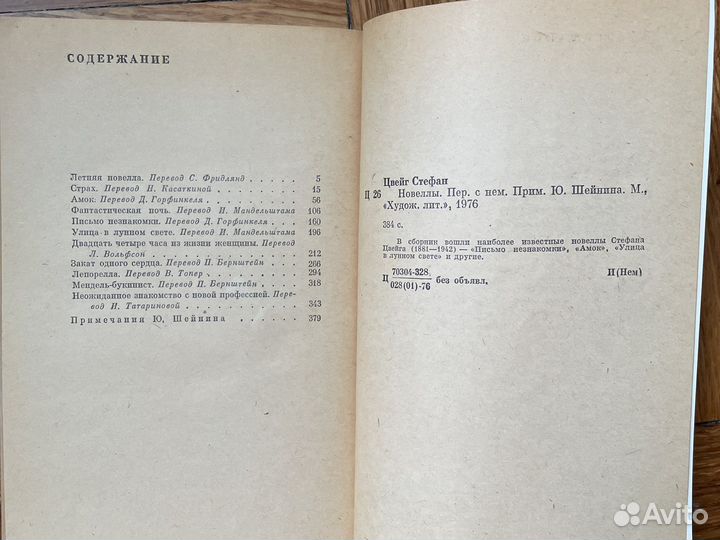 СОДЕРЖАНИЕ
Летняя новелла. Перевод С. Фридлянд . . . . . 5
Страх. Перевод Н. Касаткиной . . . . . . . 15
Амок. Перевод Д. Горфинкеля . . . . . . . 56
Фантастическая ночь. Перевод И. Мандельштама 106
Письмо незнакомки. Перевод Д. Горфинкеля . . . 160
Улица в лунном свете. Перевод И. Мандельштама 196
Двадцать четыре часа из жизни женщины. Перевод
Л. Вольфсон . . . . . . . . . . . . 212
Закат одного сердца. Перевод П. Бернштейн . . . 266
Лепорелла. Перевод В. Топер . . . . . . . 294
Мендель-букинист. Перевод П. Бернштейн . . . . 318
Неожиданное знакомство с новой профессией. Пере-
вод И. Татариновой . . . . . . . . . 343
Примечания Ю. Шейнина . . . . . . 379
Цвейг Стефан
Ц 26 Новеллы. Пер. с нем. Прим. Ю. Шейнина. М.,
«Худож. лит.», 1976
384 с.
В сборник вошли наиболее известные новеллы Стефана
Цвейга (1881—1942) — «Письмо незнакомки», «Амок», «Улица
в лунном свете» и другие.
Ц 70304-328 без объявл. И(Нем)
028(01)-76
Avito